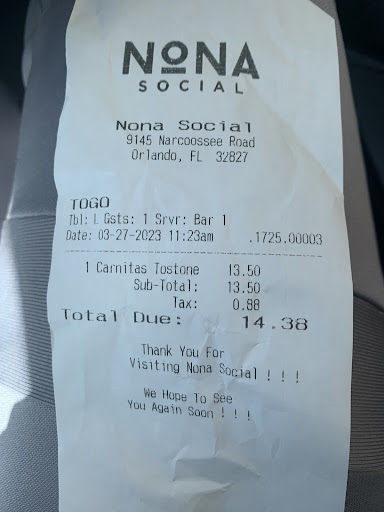 NONA
SOCIAL
Nona Social
9145 Narcoossee Road
Orlando, FL 32827
TOGO
Tbl: L Gsts: 1 Srvr: Bar 1
Date: 03-27-2023 11:23am .1725.00003
1 Carnitas Tostone 13.50
Sub-Total: 13.50
Tax: 0.88
Total Due: 14.38
Thank You For
Visiting Nona Social ! ! !
We Hope To See
You Again Soon ! ! !